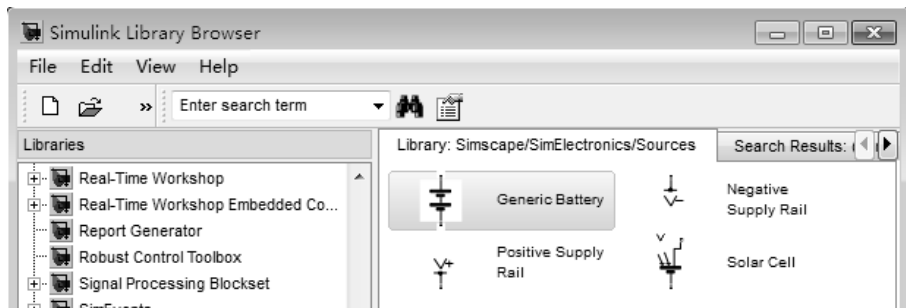 Simulink Library Browser
File Edit View Help
» Enter search term
Libraries
Library: Simscape/SimElectronics/Sources
Search Results:
Real-Time Workshop
Real-Time Workshop Embedded Co...
Report Generator
Robust Control Toolbox
Signal Processing Blockset
SimEvents
Generic Battery
V-
Negative
Supply Rail
V+
Positive Supply
Rail
V
Solar Cell